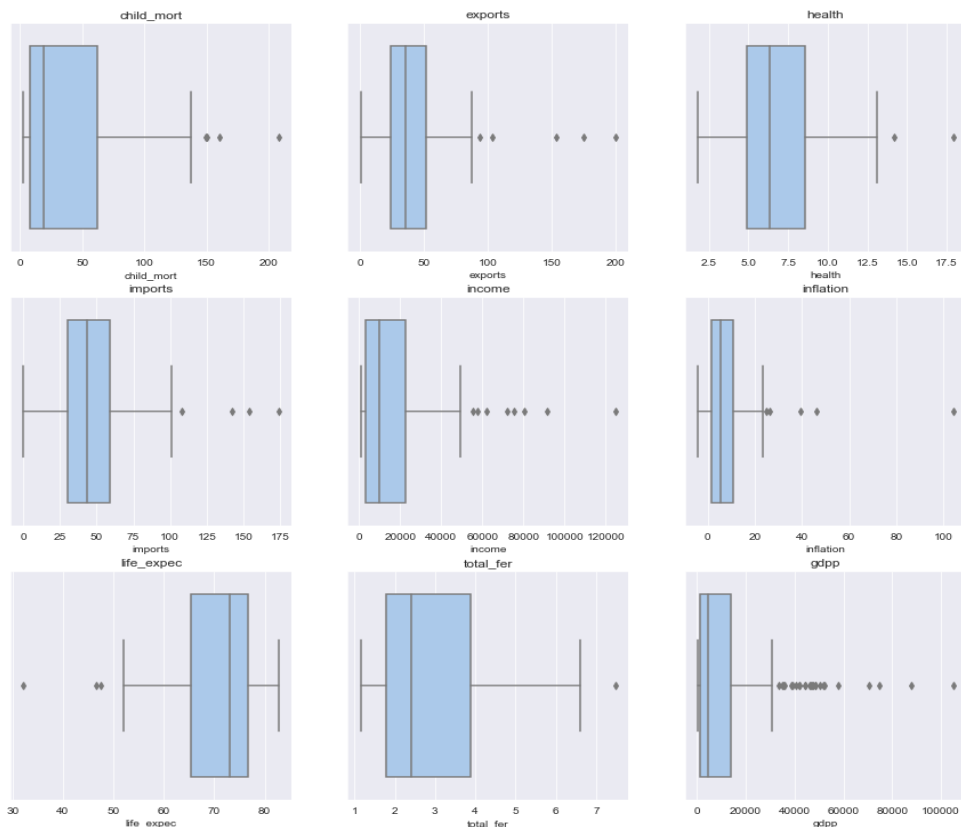 child_mort exports health
0 50 100 150 200 0 50 100 150 200 2.5 5.0 7.5 10.0 12.5 15.0 17.5
child_mort exports health
imports income inflation
0 25 50 75 100 125 150 175 0 20000 40000 60000 80000 100000 120000 0 20 40 60 80 100
imports income inflation
life_expec total_fer gdpp
30 40 50 60 70 80 1 2 3 4 5 6 7 0 20000 40000 60000 80000 100000
life_expec total_fer gdpp